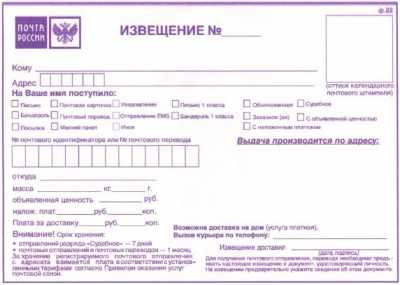 ф.22
ПОЧТА РОССИИ
ИЗВЕЩЕНИЕ №
Кому
Адрес
(оттиск календарного почтового штемпеля)
На Ваше имя поступило:
Письмо Почтовая карточка Уведомление Письмо 1 класса Обыкновенная Судебное
Бандероль Почтовый перевод Отправление EMS Бандероль 1 класса Заказное (ая) С объявленной ценностью
Посылка Мелкий пакет Иное С наложенным платежом
№ почтового идентификатора или № почтового перевода
Выдача производится по адресу:
откуда
масса кг. гр.
объявленная ценность руб.
налож. плат. руб. коп.
Плата за доставку руб. коп.
Возможна доставка на дом (услуга платная).
Вызов курьера по телефону:
Внимание! Срок хранения:
• отправлений разряда «Судебное» — 7 дней
• почтовых отправлений и почтовых переводов — 1 месяц
За хранение регистрируемого почтового отправления с адресата взимается плата в соответствии с установленными тарифами согласно Правилам оказания услуг почтовой связи.
Извещение доставил:
(дата, подпись)
Для получения почтового отправления, перевода необходимо предъявить настоящее извещение и документ, удостоверяющий личность.
На извещении предварительно укажите сведения об этом документе